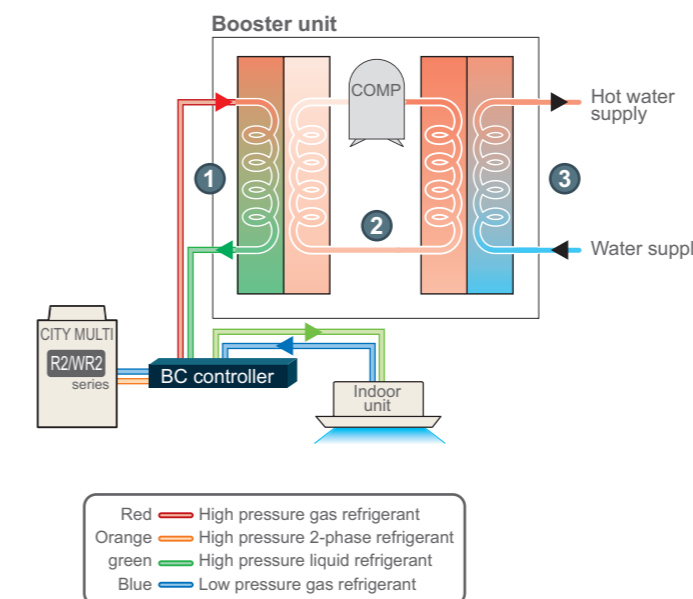 Booster unit
COMP
Hot water
supply
1
2
3
Water suppl
CITY MULTI
R2/WR2
series
BC controller
Indoor
unit
Red High pressure gas refrigerant
Orange High pressure 2-phase refrigerant
green High pressure liquid refrigerant
Blue Low pressure gas refrigerant